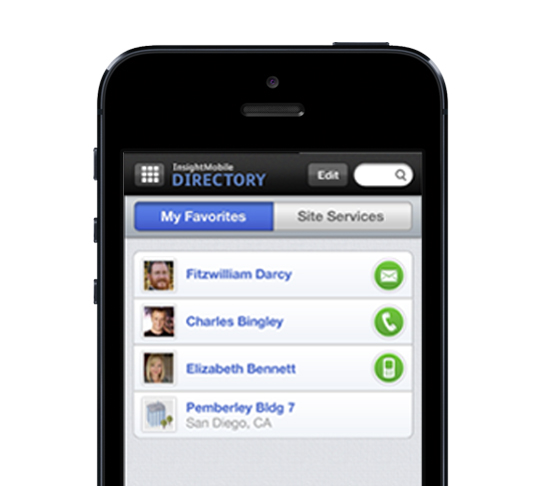 InsightMobile
DIRECTORY
Edit
My Favorites
Site Services
Fitzwilliam Darcy
Charles Bingley
Elizabeth Bennett
Pemberley Bldg 7
San Diego, CA